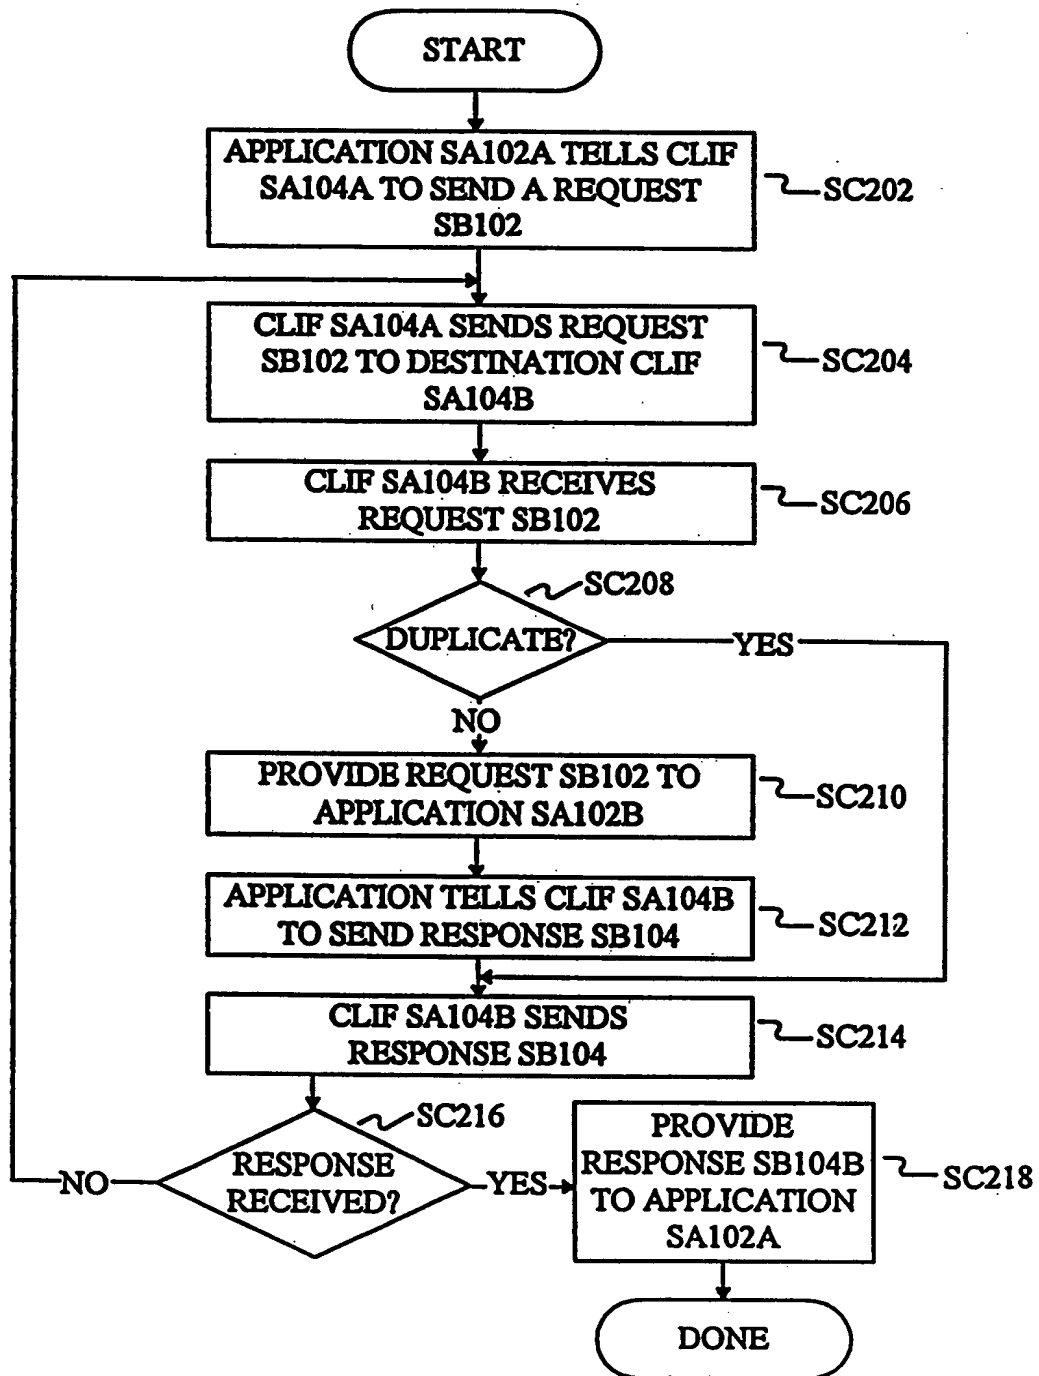 START
APPLICATION SA102A TELLS CLIF
SA104A TO SEND A REQUEST
SB102
SC202
CLIF SA104A SENDS REQUEST
SB102 TO DESTINATION CLIF
SA104B
SC204
CLIF SA104B RECEIVES
REQUEST SB102
SC206
SC208
DUPLICATE?
YES
NO
PROVIDE REQUEST SB102 TO
APPLICATION SA102B
SC210
APPLICATION TELLS CLIF SA104B
TO SEND RESPONSE SB104
SC212
CLIF SA104B SENDS
RESPONSE SB104
SC214
SC216
RESPONSE
RECEIVED?
NO
YES
PROVIDE
RESPONSE SB104B
TO APPLICATION
SA102A
SC218
DONE